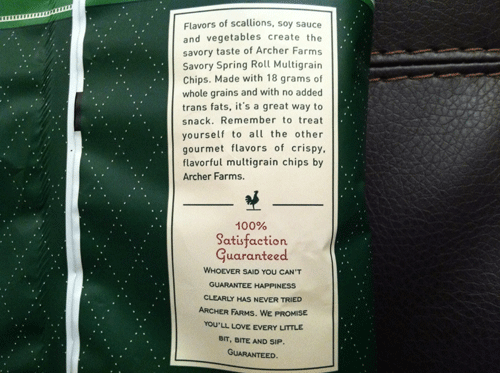 Flavors of scallions, soy sauce
and vegetables create the
savory taste of Archer Farms
Savory Spring Roll Multigrain
Chips. Made with 18 grams of
whole grains and with no added
trans fats, it's a great way to
snack. Remember to treat
yourself to all the other
gourmet flavors of crispy,
flavorful multigrain chips by
Archer Farms.
100%
Satisfaction
Guaranteed
WHOEVER SAID YOU CAN'T
GUARANTEE HAPPINESS
CLEARLY HAS NEVER TRIED
ARCHER FARMS. WE PROMISE
YOU'LL LOVE EVERY LITTLE
BIT, BITE AND SIP.
GUARANTEED.